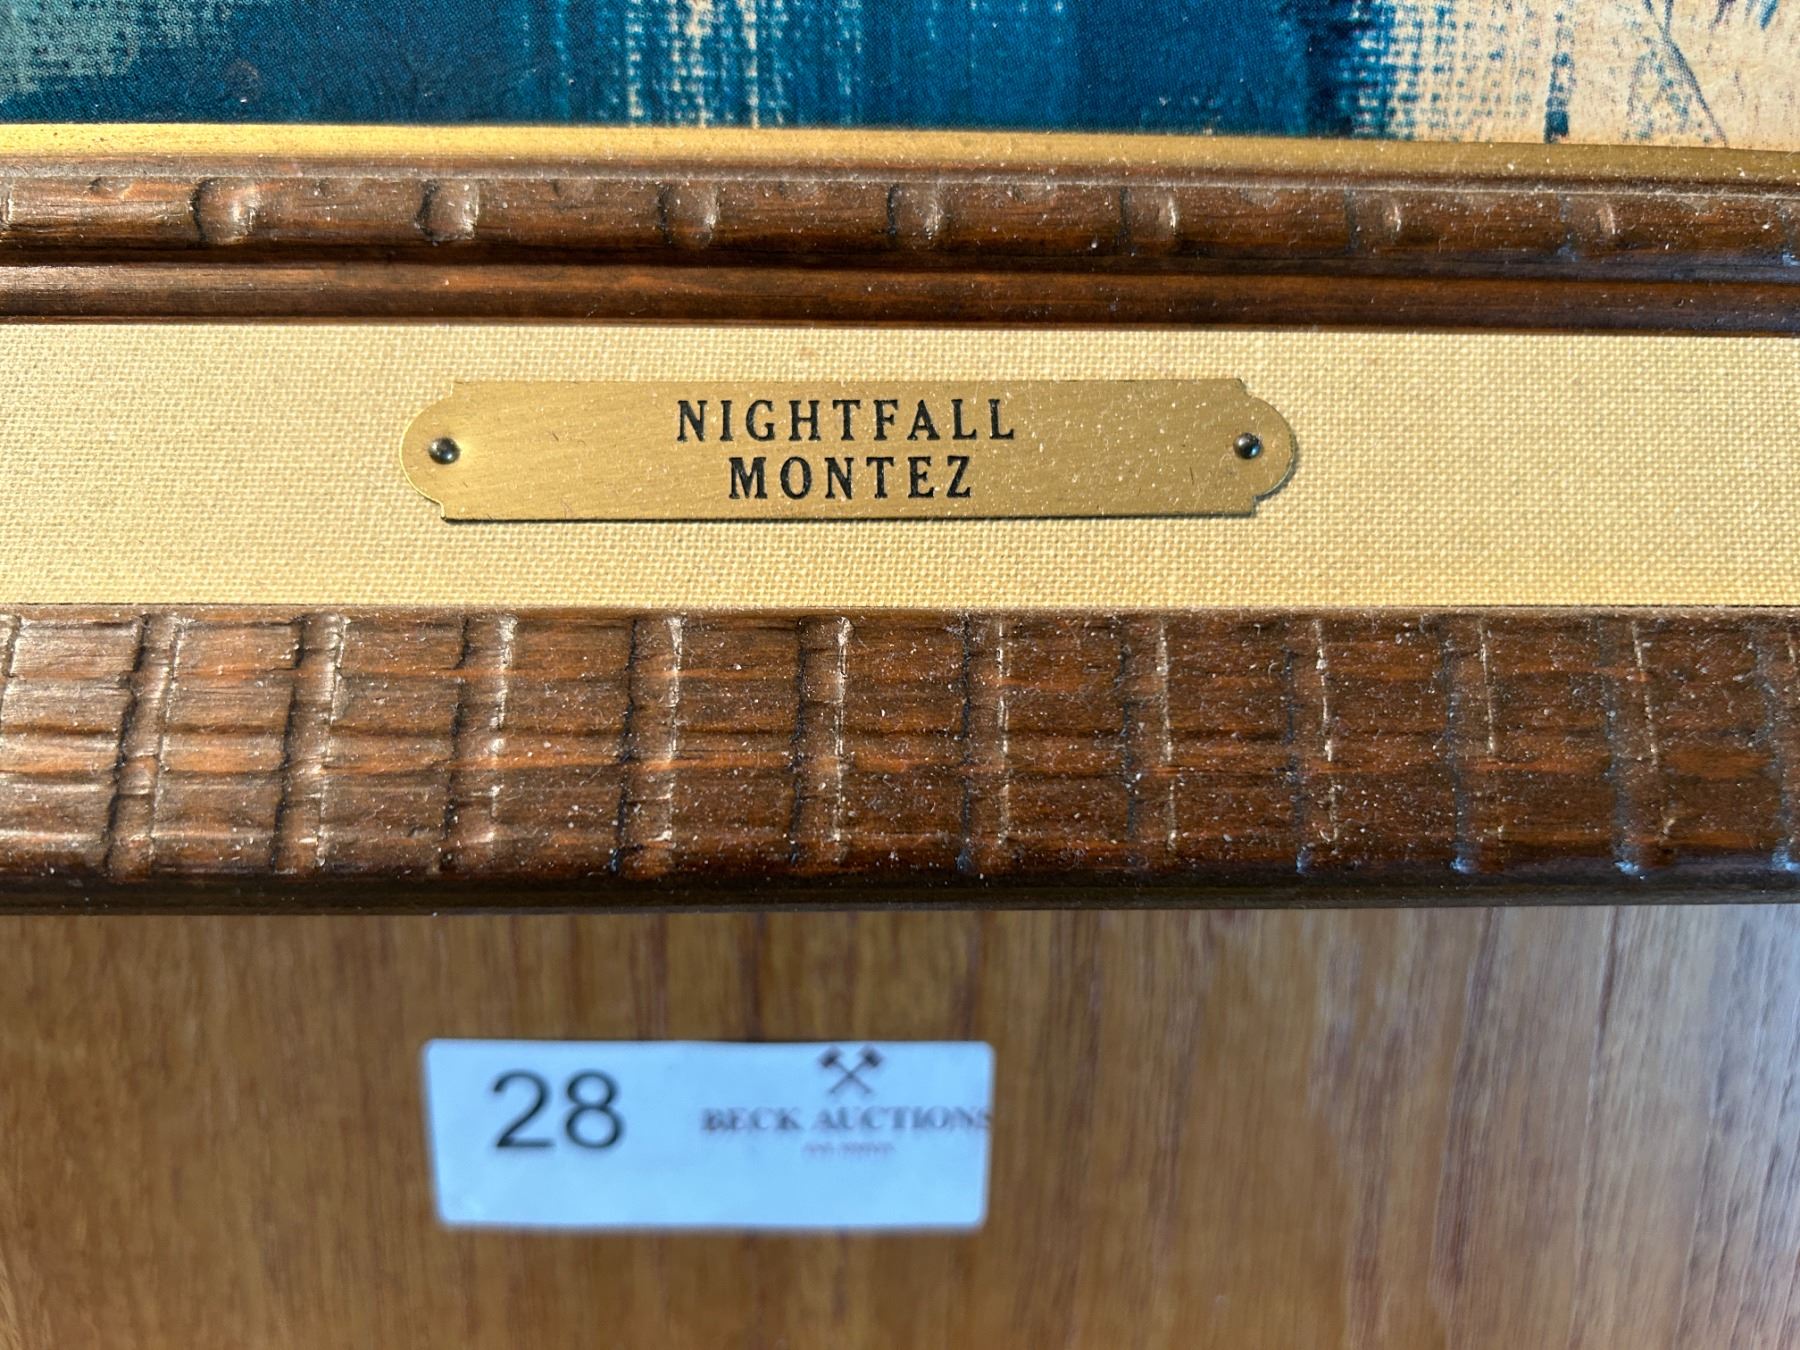 NIGHTFALL
MONTEZ
28
BECK AUCTIONS